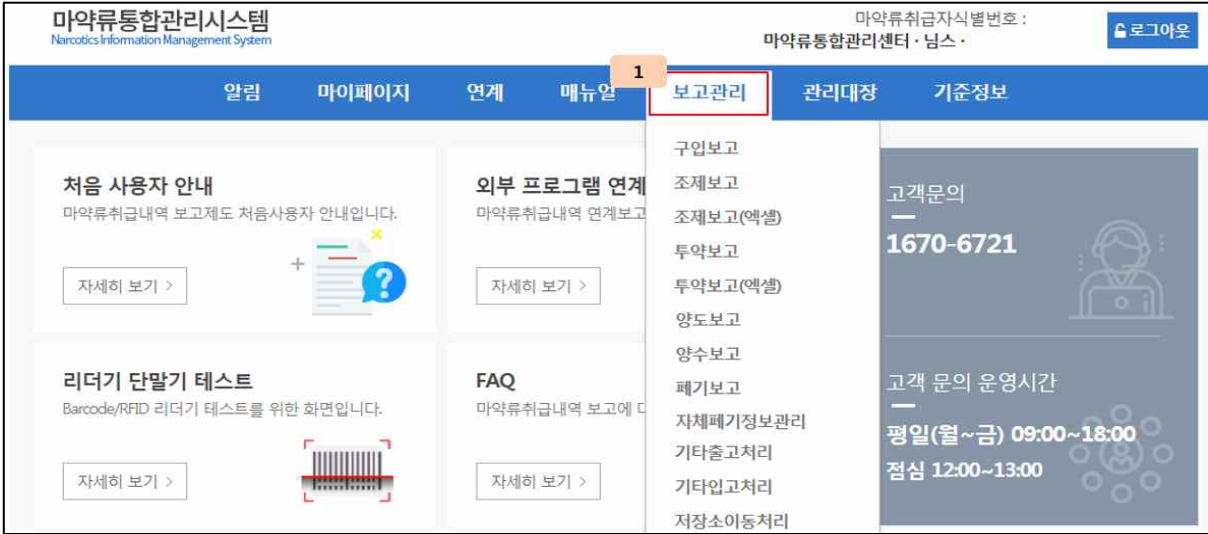 마약류통합관리시스템
Narcotics Information Management System
마약류취급자식별번호 :
마약류통합관리센터 · 님스 ·
로그아웃
1
알림 마이페이지 연계 매뉴얼 보고관리 관리대장 기준정보
구입보고
조제보고
조제보고(엑셀)
투약보고
투약보고(엑셀)
양도보고
양수보고
폐기보고
자체폐기정보관리
기타출고처리
기타입고처리
저장소이동처리
처음 사용자 안내
마약류취급내역 보고제도 처음사용자 안내입니다.
자세히 보기 >
외부 프로그램 연계
마약류취급내역 연계보고
자세히 보기 >
고객문의
1670-6721
리더기 단말기 테스트
Barcode/RFID 리더기 테스트를 위한 화면입니다.
자세히 보기 >
FAQ
마약류취급내역 보고에
자세히 보기 >
고객 문의 운영시간
평일(월~금) 09:00~18:00
점심 12:00~13:00